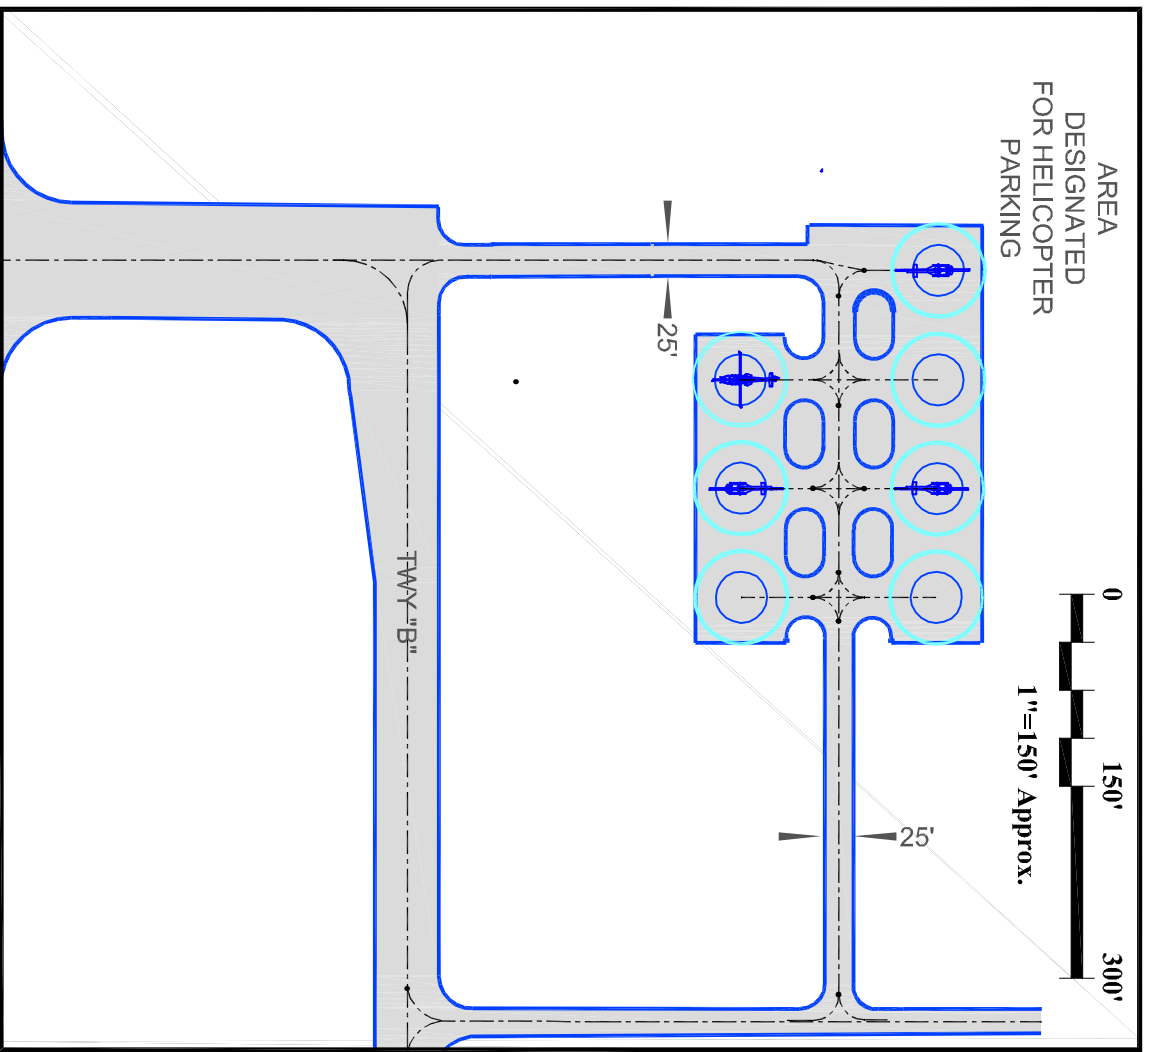 AREA
DESIGNATED
FOR HELICOPTER
PARKING
25'
TWY "B"
25'
0 150' 300'
1"=150' Approx.